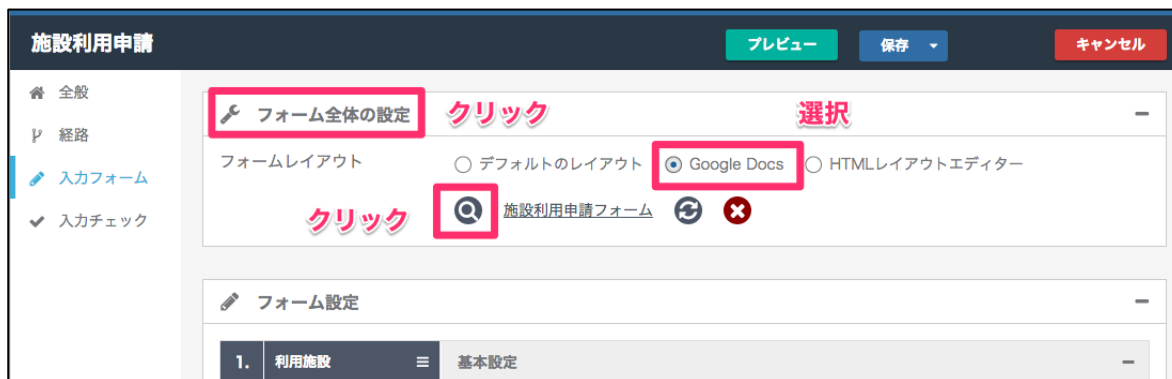 施設利用申請 プレビュー 保存 キャンセル
全般
経路
入力フォーム
入力チェック
フォーム全体の設定 クリック 選択
フォームレイアウト デフォルトのレイアウト Google Docs HTMLレイアウトエディター
クリック 施設利用申請フォーム
フォーム設定
1. 利用施設 基本設定